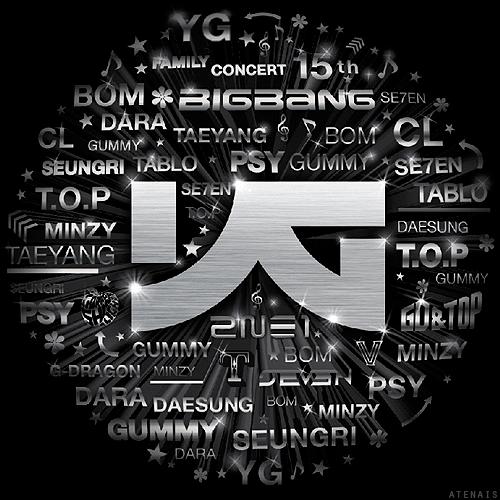 YG
FAMILY CONCERT 15th
BOM BIGBANG SE7EN
DARA TAEYANG BOM CL
CL GUMMY
SEUNGRI TABLO PSY GUMMY SE7EN
T.O.P SE7EN TABLO
T.O.P
MINZY DAESUNG
TAEYANG T.O.P
YG
GUMMY
SEUNGRI
PSY GD&TOP
2NE1
GUMMY BOM V MINZY
G-DRAGON MINZY T SEVEN PSY
DARA DAESUNG BOM MINZY
GUMMY SEUNGRI
DARA
YG
ATENAIS